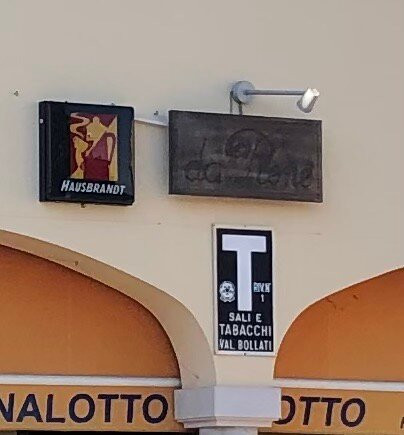 HAUSBRANDT
T
RIV. N°
1
SALI E
TABACCHI
VAL. BOLLATI
NALOTTO
OTTO